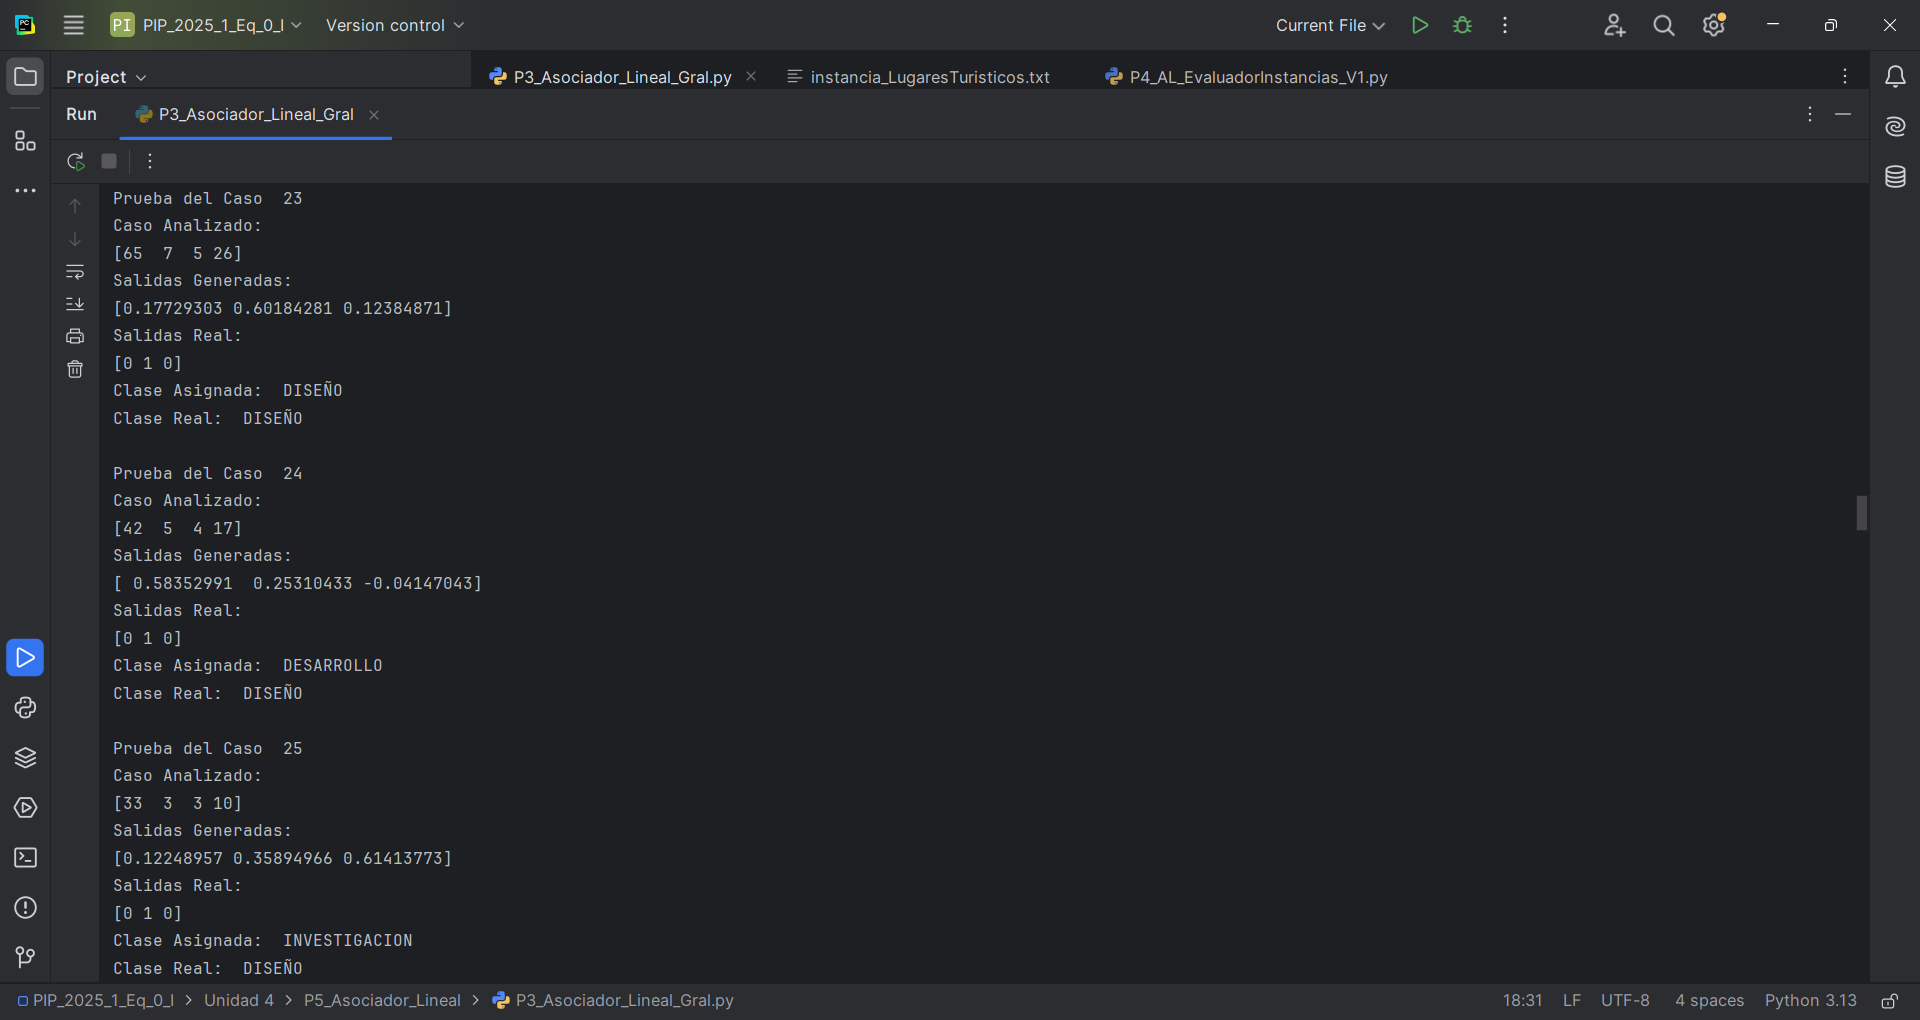 PI PIP_2025_1_Eq_0_I Version control Current File
Project P3_Asociador_Lineal_Gral.py instancia_LugaresTuristicos.txt P4_AL_EvaluadorInstancias_V1.py
Run P3_Asociador_Lineal_Gral
Prueba del Caso  23
Caso Analizado:
[65  7  5 26]
Salidas Generadas:
[0.17729303 0.60184281 0.12384871]
Salidas Real:
[0 1 0]
Clase Asignada:  DISEÑO
Clase Real:  DISEÑO
Prueba del Caso  24
Caso Analizado:
[42  5  4 17]
Salidas Generadas:
[ 0.58352991  0.25310433 -0.04147043]
Salidas Real:
[0 1 0]
Clase Asignada:  DESARROLLO
Clase Real:  DISEÑO
Prueba del Caso  25
Caso Analizado:
[33  3  3 10]
Salidas Generadas:
[0.12248957 0.35894966 0.61413773]
Salidas Real:
[0 1 0]
Clase Asignada:  INVESTIGACION
Clase Real:  DISEÑO
PIP_2025_1_Eq_0_I > Unidad 4 > P5_Asociador_Lineal > P3_Asociador_Lineal_Gral.py 18:31 LF UTF-8 4 spaces Python 3.13